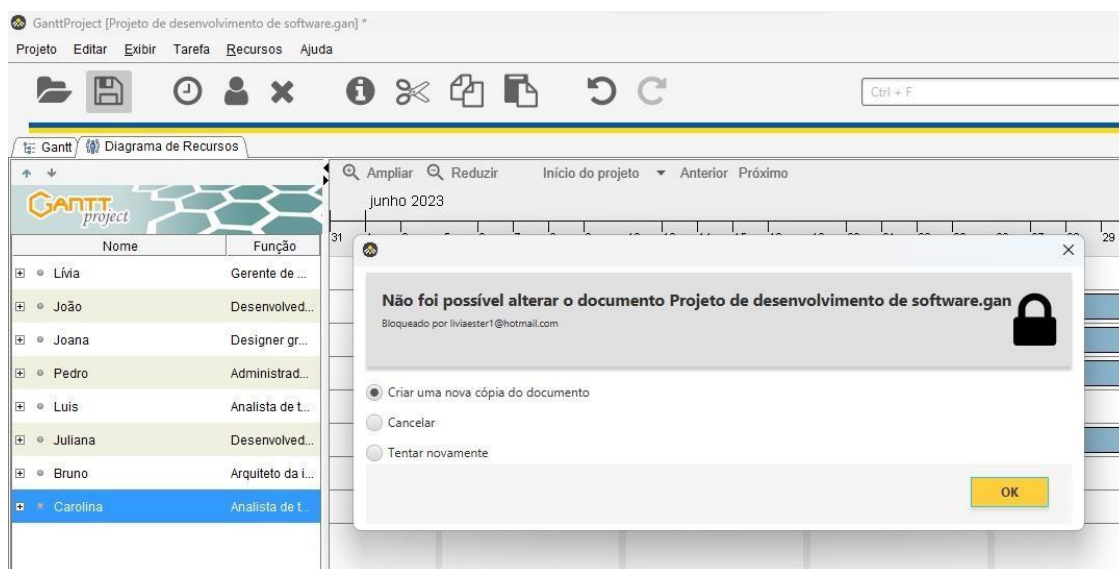 GanttProject [Projeto de desenvolvimento de software.gan] *
Projeto Editar Exibir Tarefa Recursos Ajuda
Ctrl + F
Gantt Diagrama de Recursos
Ampliar Reduzir Início do projeto Anterior Próximo
GANTT
project
junho 2023
Nome Função
31 29
Lívia Gerente de ...
João Desenvolved...
Joana Designer gr...
Pedro Administrad...
Luis Analista de t...
Juliana Desenvolved...
Bruno Arquiteto da i...
Carolina Analista de t...
Não foi possível alterar o documento Projeto de desenvolvimento de software.gan
Bloqueado por liviaester1@hotmail.com
Criar uma nova cópia do documento
Cancelar
Tentar novamente
OK